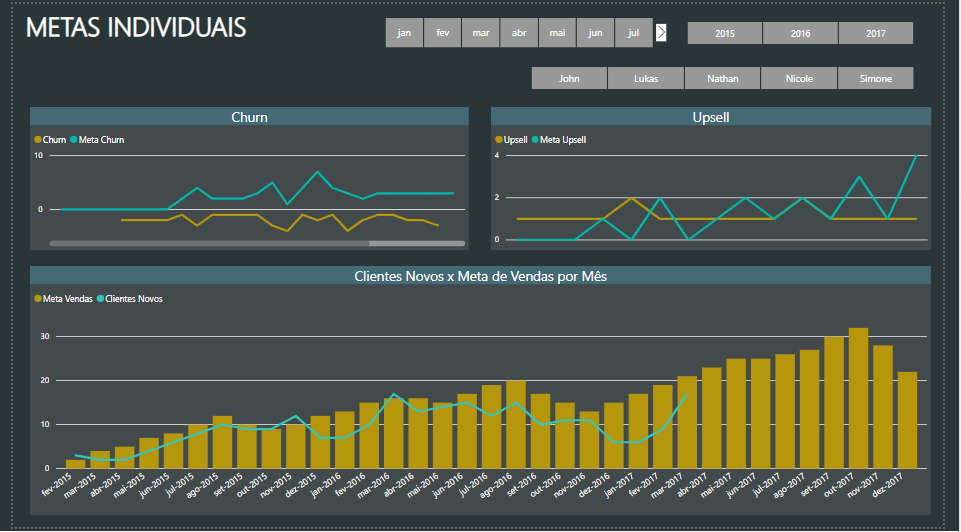 METAS INDIVIDUAIS
jan fev mar abr mai jun jul
2015 2016 2017
John Lukas Nathan Nicole Simone
Churn
Churn Meta Churn
10
0
Upsell
Upsell Meta Upsell
4
2
0
Clientes Novos x Meta de Vendas por Mês
Meta Vendas Clientes Novos
30
20
10
0
fev-2015 mar-2015 abr-2015 mai-2015 jun-2015 jul-2015 ago-2015 set-2015 out-2015 nov-2015 dez-2015 jan-2016 fev-2016 mar-2016 abr-2016 mai-2016 jun-2016 jul-2016 ago-2016 set-2016 out-2016 nov-2016 dez-2016 jan-2017 fev-2017 mar-2017 abr-2017 mai-2017 jun-2017 jul-2017 ago-2017 set-2017 out-2017 nov-2017 dez-2017